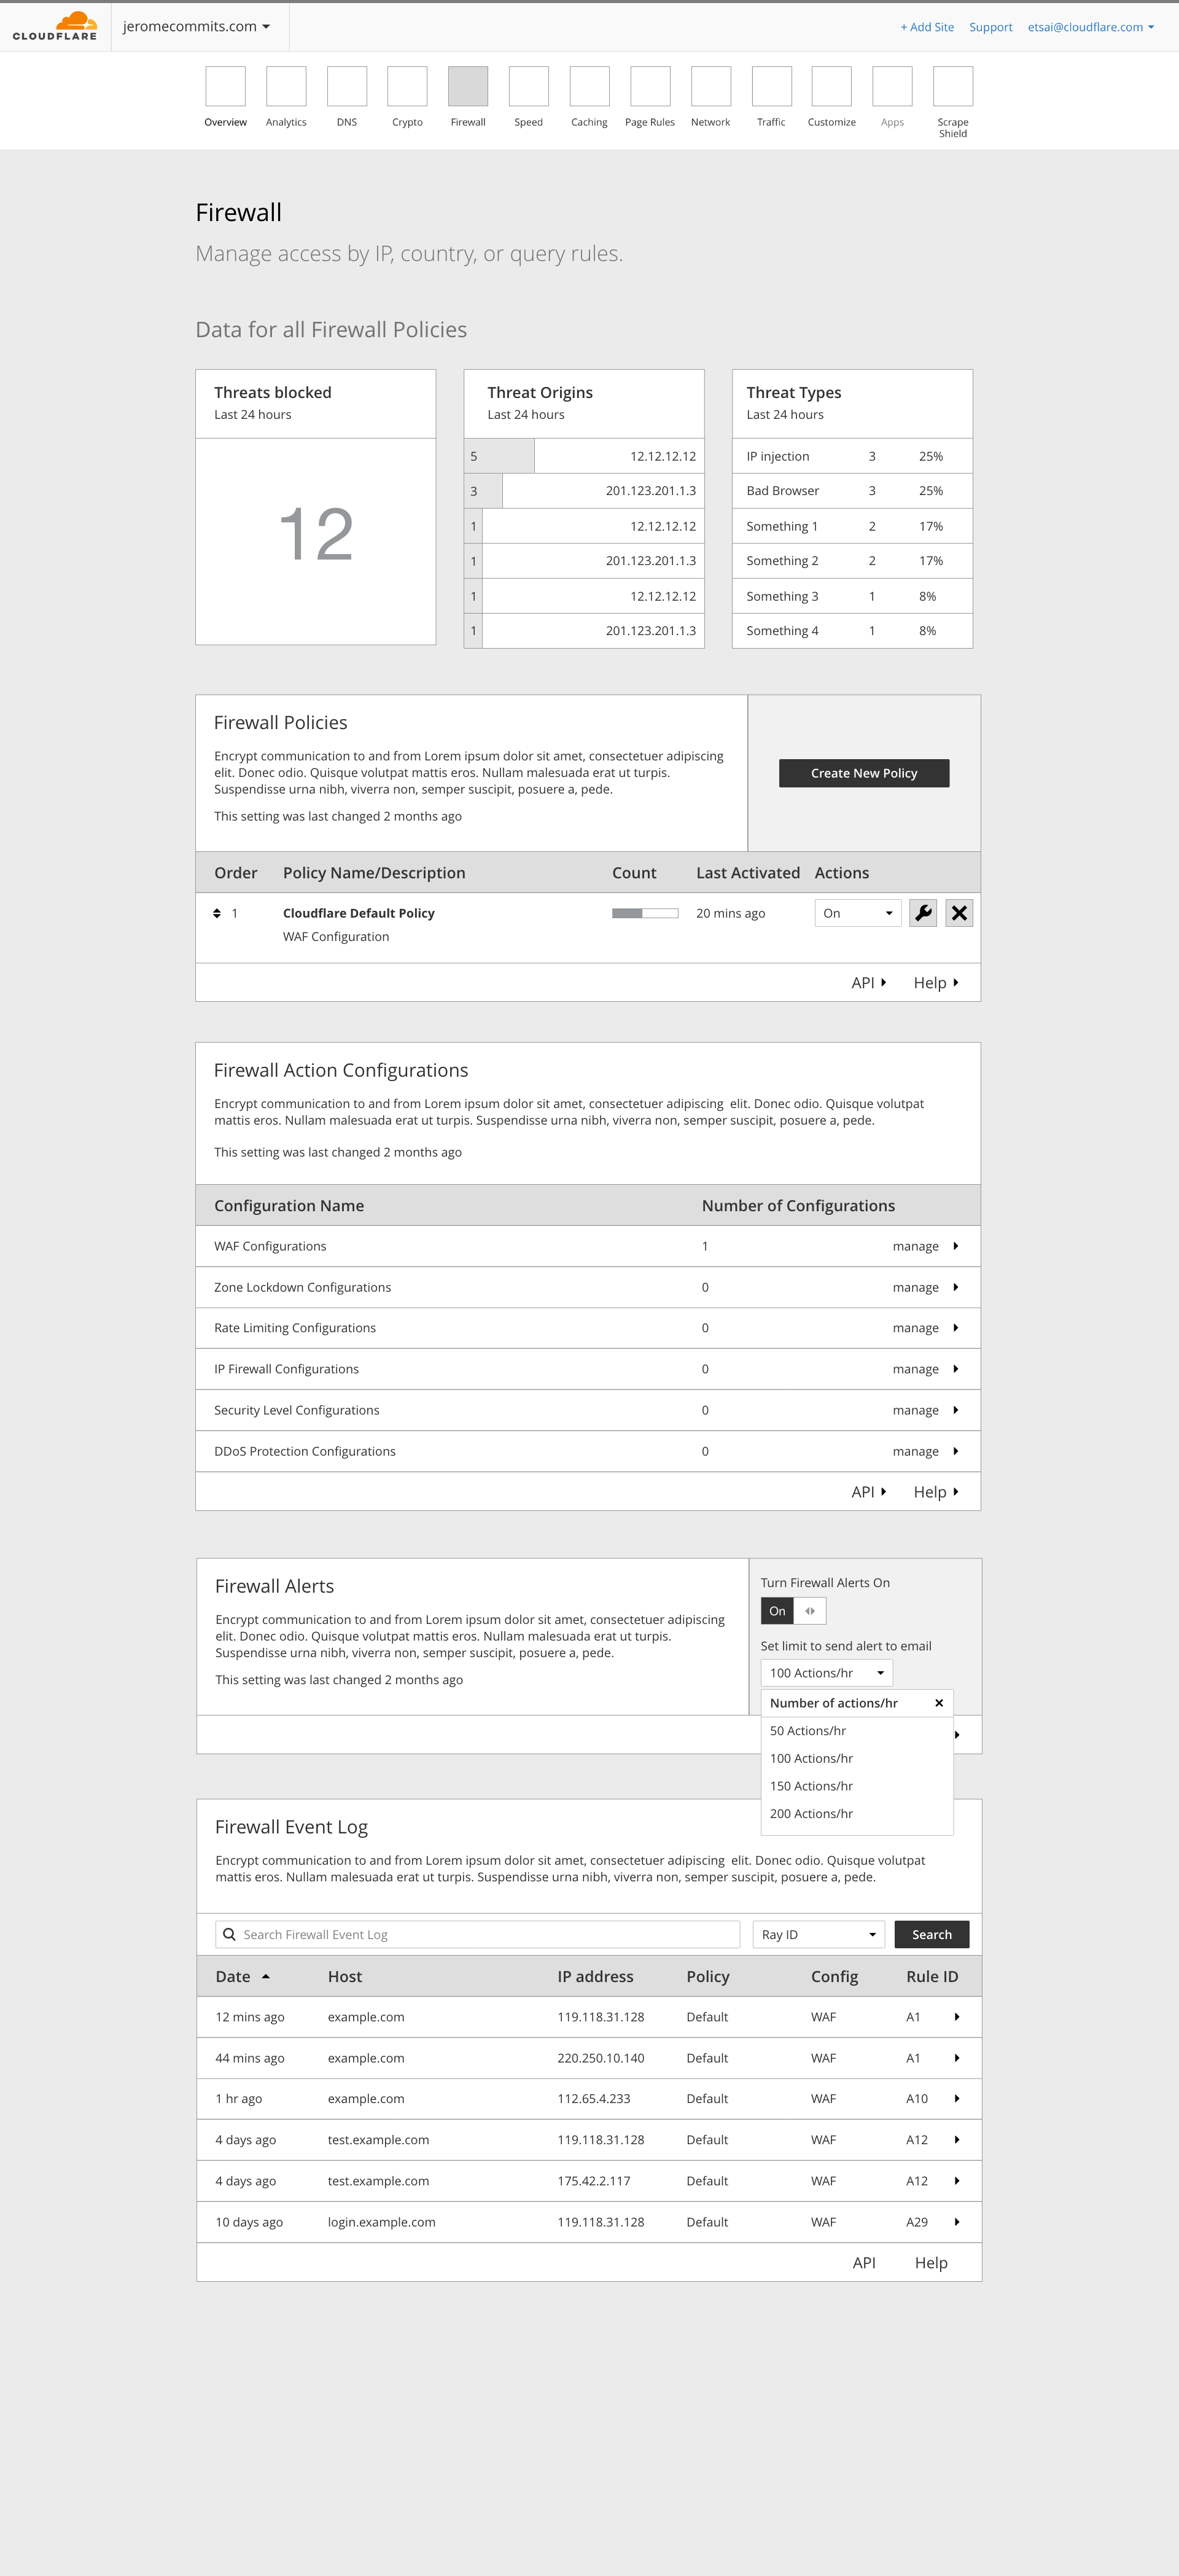 CLOUDFLARE
jeromecommits.com
+ Add Site Support etsai@cloudflare.com
Overview Analytics DNS Crypto Firewall Speed Caching Page Rules Network Traffic Customize Apps Scrape
Shield
Firewall
Manage access by IP, country, or query rules.
Data for all Firewall Policies
Threats blocked
Last 24 hours
12
Threat Origins
Last 24 hours
5 12.12.12.12
3 201.123.201.1.3
1 12.12.12.12
1 201.123.201.1.3
1 12.12.12.12
1 201.123.201.1.3
Threat Types
Last 24 hours
IP injection 3 25%
Bad Browser 3 25%
Something 1 2 17%
Something 2 2 17%
Something 3 1 8%
Something 4 1 8%
Firewall Policies
Encrypt communication to and from Lorem ipsum dolor sit amet, consectetuer adipiscing
elit. Donec odio. Quisque volutpat mattis eros. Nullam malesuada erat ut turpis.
Suspendisse urna nibh, viverra non, semper suscipit, posuere a, pede.
This setting was last changed 2 months ago
Create New Policy
Order Policy Name/Description Count Last Activated Actions
1 Cloudflare Default Policy 20 mins ago On
WAF Configuration
API Help
Firewall Action Configurations
Encrypt communication to and from Lorem ipsum dolor sit amet, consectetuer adipiscing elit. Donec odio. Quisque volutpat
mattis eros. Nullam malesuada erat ut turpis. Suspendisse urna nibh, viverra non, semper suscipit, posuere a, pede.
This setting was last changed 2 months ago
Configuration Name Number of Configurations
WAF Configurations 1 manage
Zone Lockdown Configurations 0 manage
Rate Limiting Configurations 0 manage
IP Firewall Configurations 0 manage
Security Level Configurations 0 manage
DDoS Protection Configurations 0 manage
API Help
Firewall Alerts
Encrypt communication to and from Lorem ipsum dolor sit amet, consectetuer adipiscing
elit. Donec odio. Quisque volutpat mattis eros. Nullam malesuada erat ut turpis.
Suspendisse urna nibh, viverra non, semper suscipit, posuere a, pede.
This setting was last changed 2 months ago
Turn Firewall Alerts On
On
Set limit to send alert to email
100 Actions/hr
Number of actions/hr
50 Actions/hr
100 Actions/hr
150 Actions/hr
200 Actions/hr
Firewall Event Log
Encrypt communication to and from Lorem ipsum dolor sit amet, consectetuer adipiscing elit. Donec odio. Quisque volutpat
mattis eros. Nullam malesuada erat ut turpis. Suspendisse urna nibh, viverra non, semper suscipit, posuere a, pede.
Search Firewall Event Log Ray ID Search
Date Host IP address Policy Config Rule ID
12 mins ago example.com 119.118.31.128 Default WAF A1
44 mins ago example.com 220.250.10.140 Default WAF A1
1 hr ago example.com 112.65.4.233 Default WAF A10
4 days ago test.example.com 119.118.31.128 Default WAF A12
4 days ago test.example.com 175.42.2.117 Default WAF A12
10 days ago login.example.com 119.118.31.128 Default WAF A29
API Help